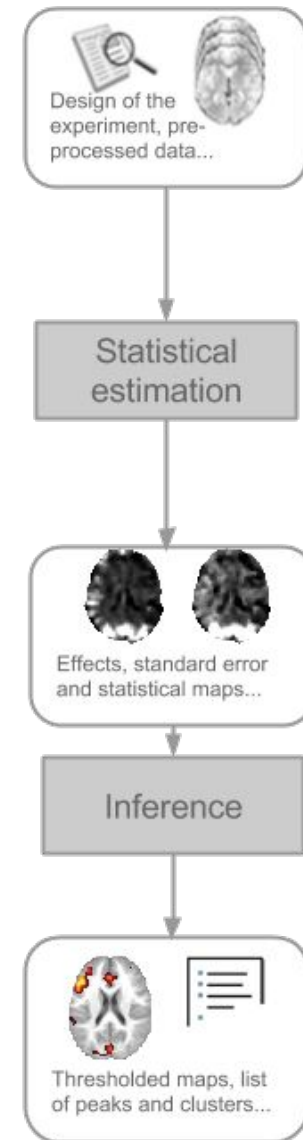 Design of the
experiment, pre-
processed data...
Statistical
estimation
Effects, standard error
and statistical maps...
Inference
Thresholded maps, list
of peaks and clusters...